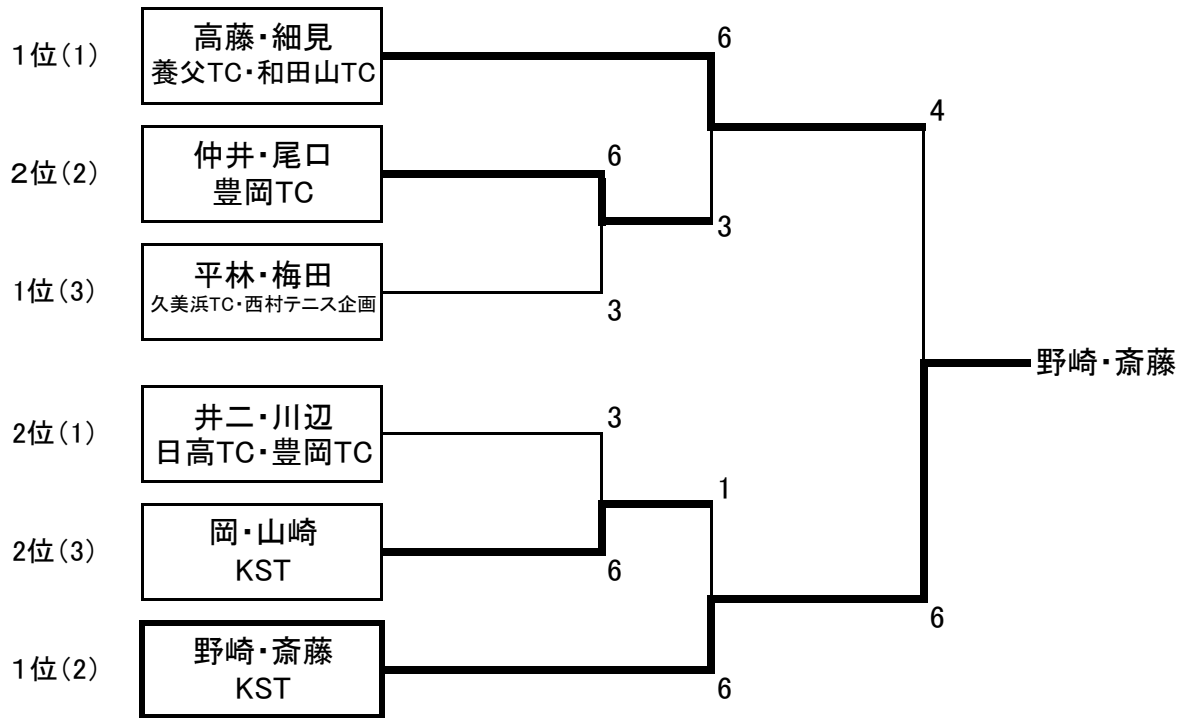 1位(1)
高藤・細見
養父TC・和田山TC
6
4
2位(2)
仲井・尾口
豊岡TC
6
3
1位(3)
平林・梅田
久美浜TC・西村テニス企画
3
野崎・斎藤
2位(1)
井二・川辺
日高TC・豊岡TC
3
1
2位(3)
岡・山崎
KST
6
6
1位(2)
野崎・斎藤
KST
6